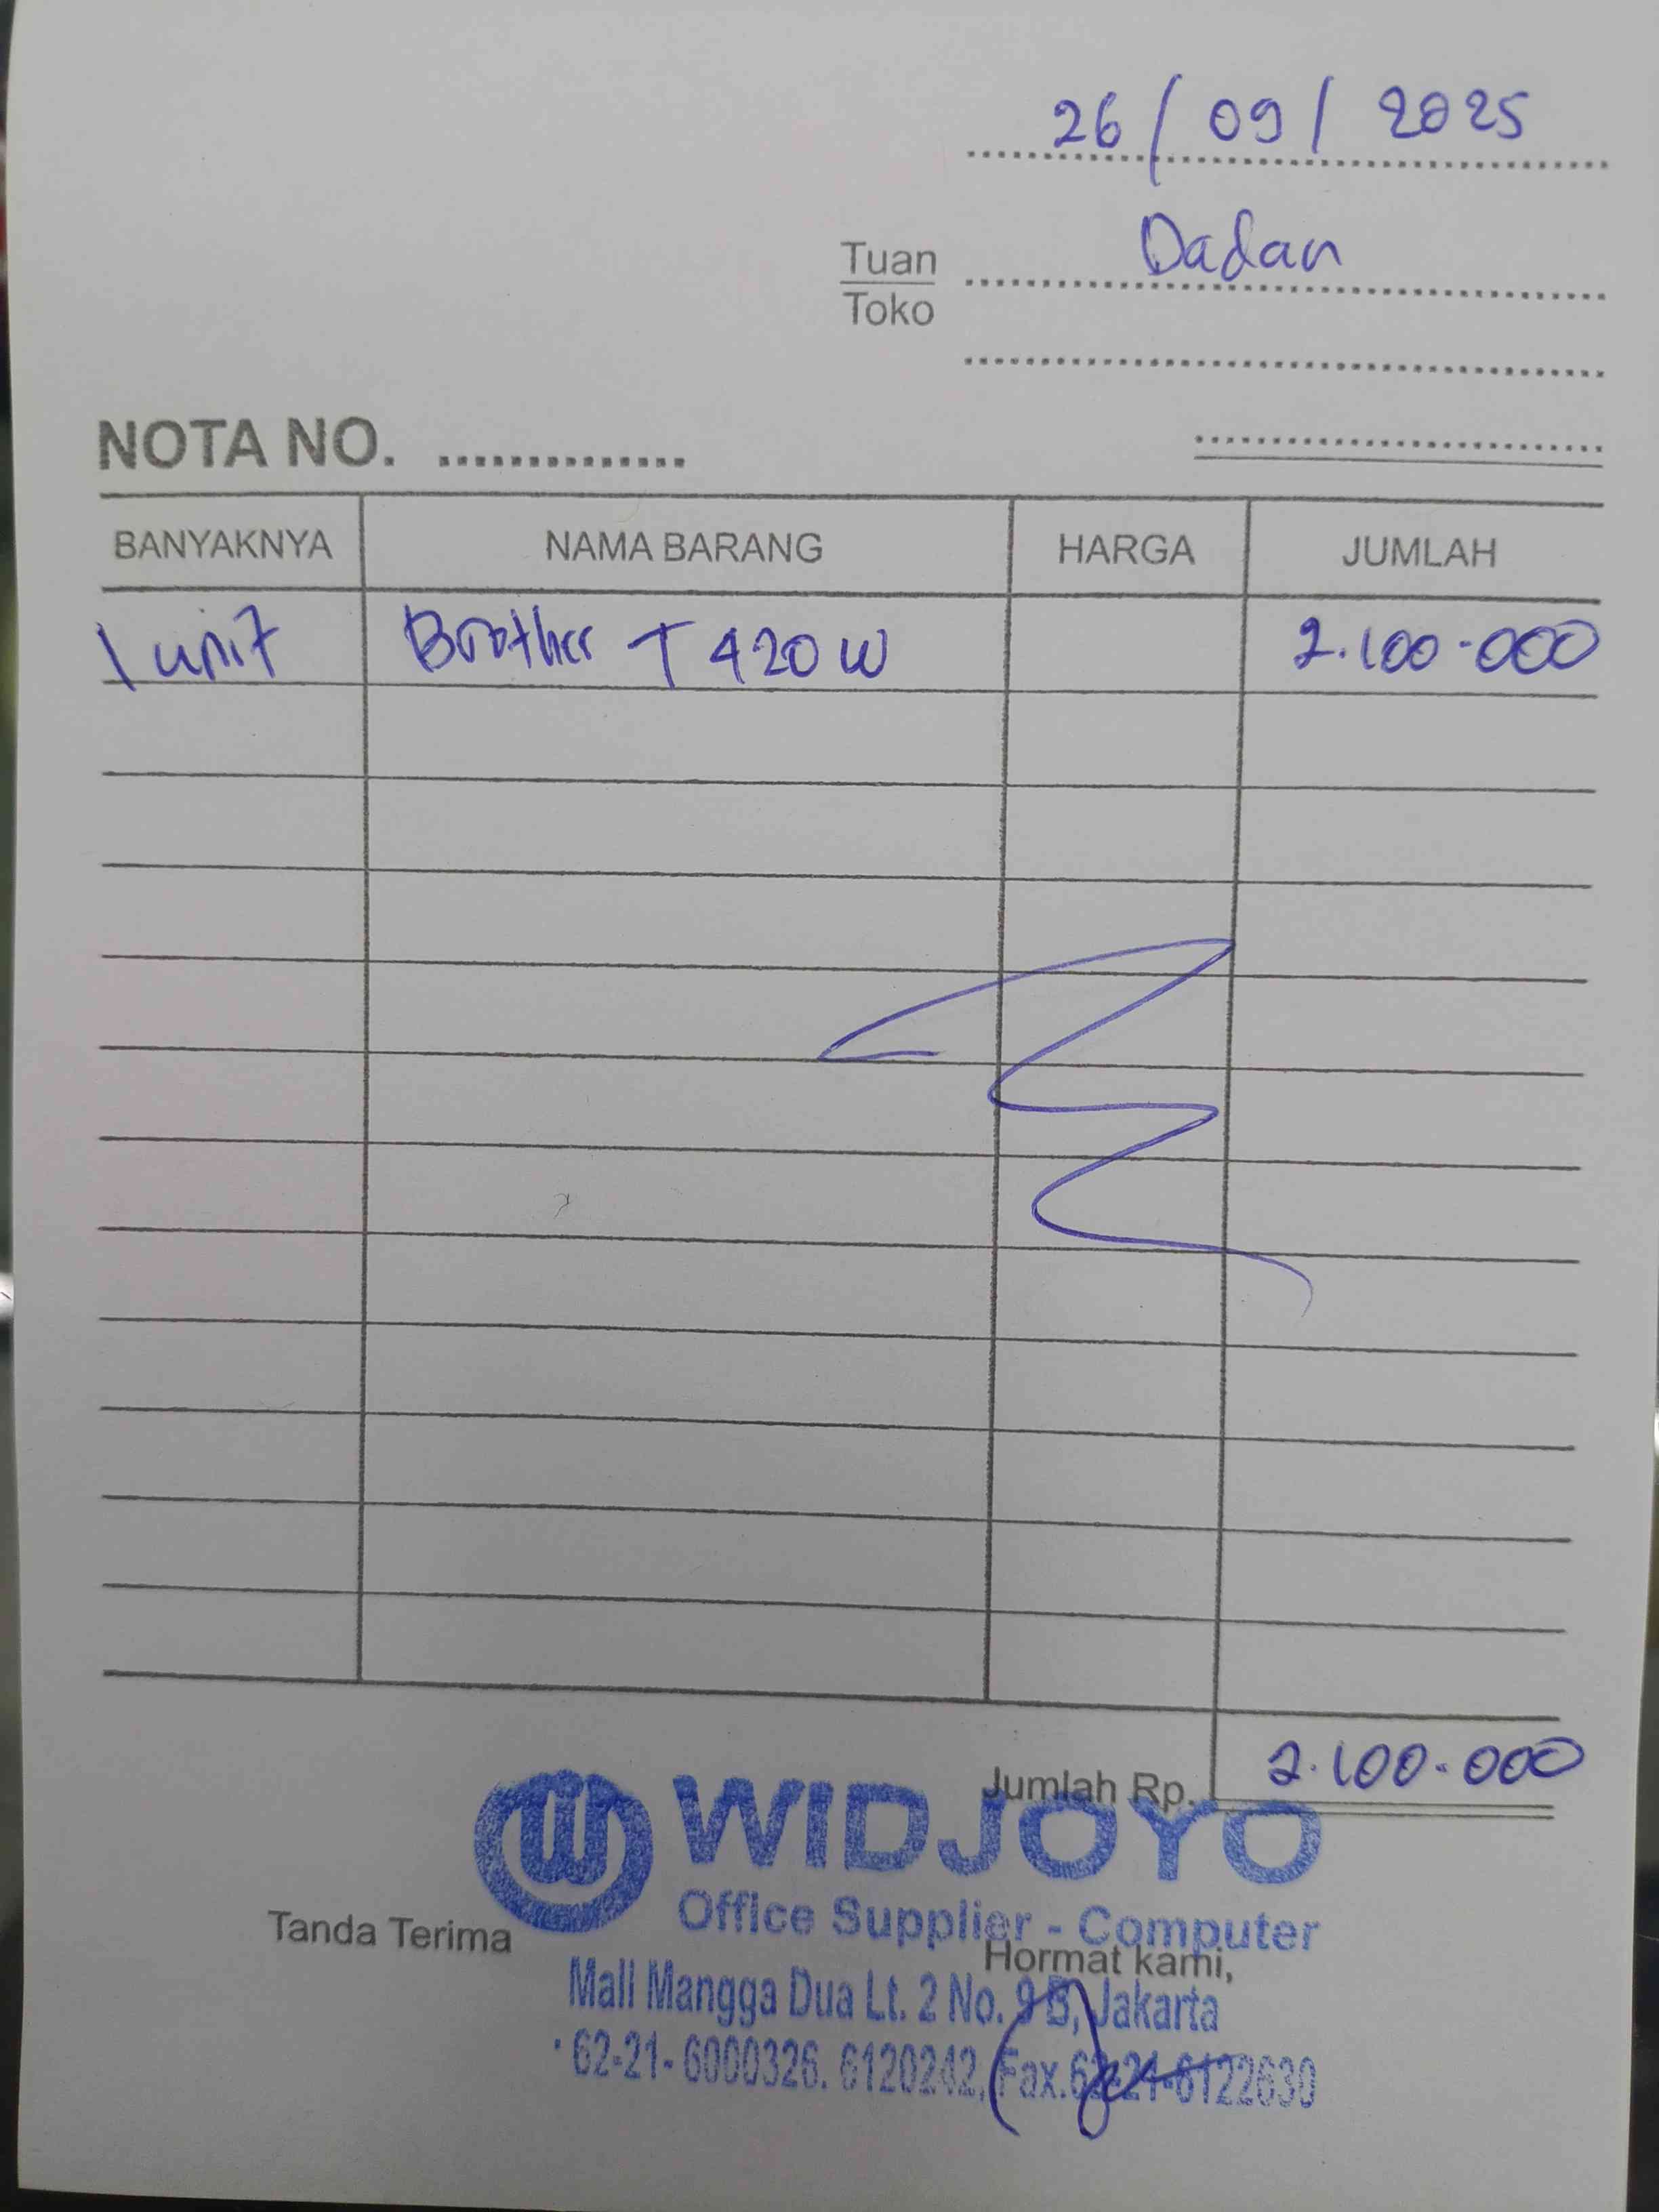 26 / 09 / 2025
Tuan Dadan
Toko
NOTA NO. ..............
BANYAKNYA NAMA BARANG HARGA JUMLAH
1 unit Brother T 420 W 2.100.000
Jumlah Rp. 2.100.000
WIDJOYO
Office Supplier - Computer
Tanda Terima Hormat kami,
Mall Mangga Dua Lt. 2 No. 9 B, Jakarta
62-21- 6000326. 6120242, Fax.62-21-6122630